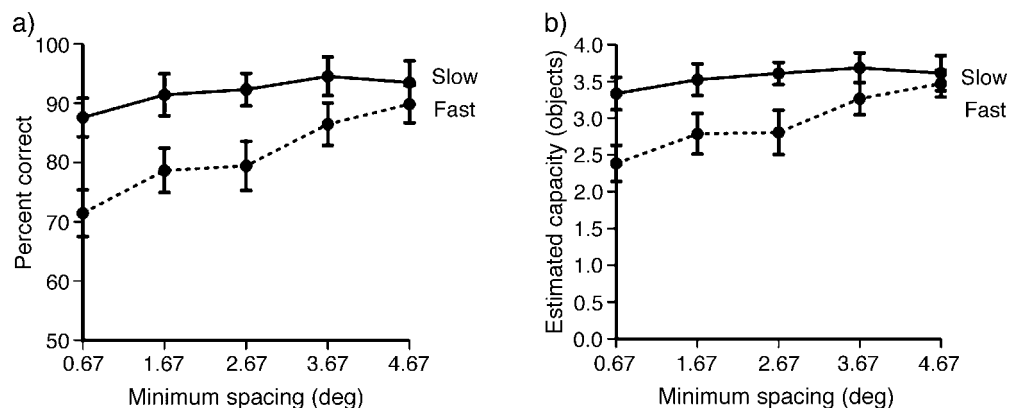 a)
Percent correct
100
90
80
70
60
50
0.67 1.67 2.67 3.67 4.67
Minimum spacing (deg)
Slow
Fast
b)
Estimated capacity (objects)
4.0
3.5
3.0
2.5
2.0
1.5
1.0
0.5
0.0
0.67 1.67 2.67 3.67 4.67
Minimum spacing (deg)
Slow
Fast